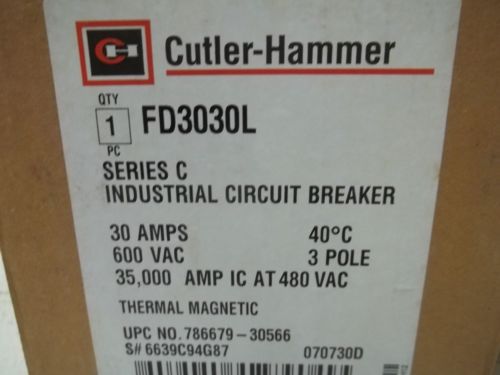 CH
Cutler-Hammer
QTY
1 FD3030L
PC
SERIES C
INDUSTRIAL CIRCUIT BREAKER
30 AMPS 40°C
600 VAC 3 POLE
35,000 AMP IC AT 480 VAC
THERMAL MAGNETIC
UPC NO. 786679-30566
S# 6639C94G87 070730D